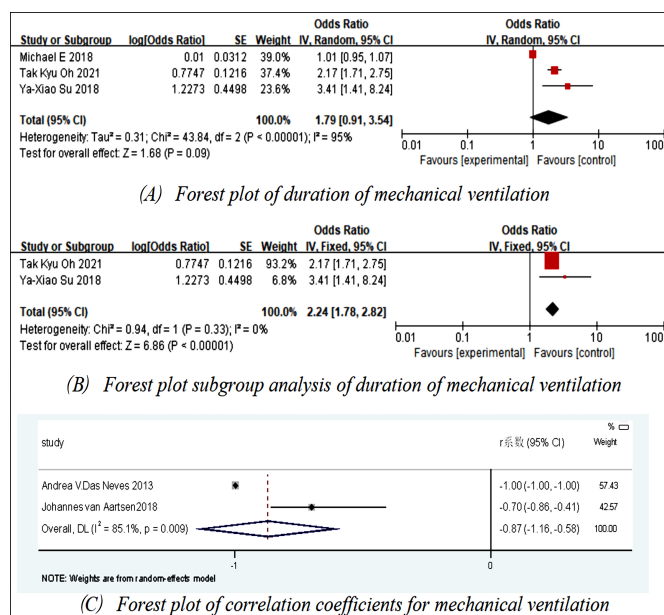 Odds Ratio Odds Ratio
Study or Subgroup log[Odds Ratio] SE Weight IV, Random, 95% CI IV, Random, 95% CI
Michael E 2018 0.01 0.0312 39.0% 1.01 [0.95, 1.07]
Tak Kyu Oh 2021 0.7747 0.1216 37.4% 2.17 [1.71, 2.75]
Ya-Xiao Su 2018 1.2273 0.4498 23.6% 3.41 [1.41, 8.24]
Total (95% CI) 100.0% 1.79 [0.91, 3.54]
Heterogeneity: Tau² = 0.31; Chi² = 43.84, df = 2 (P < 0.00001); I² = 95%
Test for overall effect: Z = 1.68 (P = 0.09)
0.01 0.1 1 10 100
Favours [experimental] Favours [control]
(A) Forest plot of duration of mechanical ventilation
Odds Ratio Odds Ratio
Study or Subgroup log[Odds Ratio] SE Weight IV, Fixed, 95% CI IV, Fixed, 95% CI
Tak Kyu Oh 2021 0.7747 0.1216 93.2% 2.17 [1.71, 2.75]
Ya-Xiao Su 2018 1.2273 0.4498 6.8% 3.41 [1.41, 8.24]
Total (95% CI) 100.0% 2.24 [1.78, 2.82]
Heterogeneity: Chi² = 0.94, df = 1 (P = 0.33); I² = 0%
Test for overall effect: Z = 6.86 (P < 0.00001)
0.01 0.1 1 10 100
Favours [experimental] Favours [control]
(B) Forest plot subgroup analysis of duration of mechanical ventilation
%
study r系数 (95% CI) Weight
Andrea V.Das Neves 2013 -1.00 (-1.00, -1.00) 57.43
Johannes van Aartsen2018 -0.70 (-0.86, -0.41) 42.57
Overall, DL (I² = 85.1%, p = 0.009) -0.87 (-1.16, -0.58) 100.00
-1 0
NOTE: Weights are from random-effects model
(C) Forest plot of correlation coefficients for mechanical ventilation